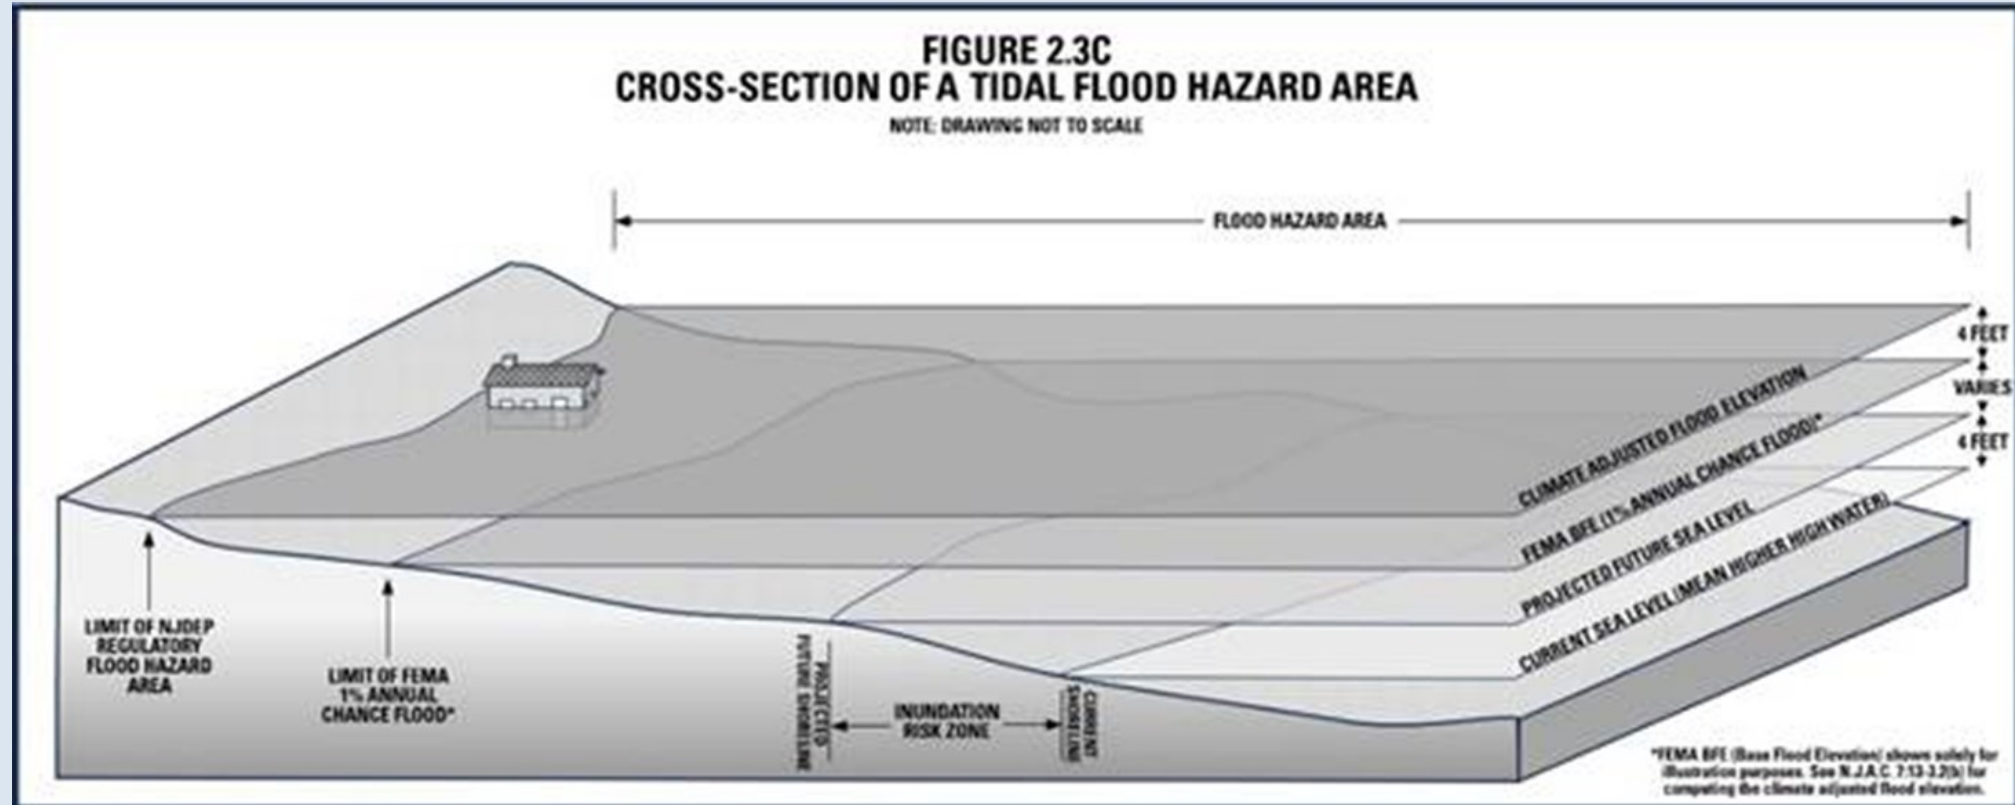 FIGURE 2.3C
CROSS-SECTION OF A TIDAL FLOOD HAZARD AREA
NOTE: DRAWING NOT TO SCALE
FLOOD HAZARD AREA
4 FEET
VARIES
4 FEET
CLIMATE ADJUSTED FLOOD ELEVATION
FEMA BFE (1% ANNUAL CHANCE FLOOD)*
PROJECTED FUTURE SEA LEVEL
CURRENT SEA LEVEL (MEAN HIGHER HIGH WATER)
LIMIT OF NJDEP
REGULATORY
FLOOD HAZARD
AREA
LIMIT OF FEMA
1% ANNUAL
CHANCE FLOOD*
PROJECTED
FUTURE SHORELINE
INUNDATION
RISK ZONE
CURRENT
SHORELINE
*FEMA BFE (Base Flood Elevation) shown solely for
illustration purposes. See N.J.A.C. 7:13-3.2(b) for
computing the climate adjusted flood elevation.